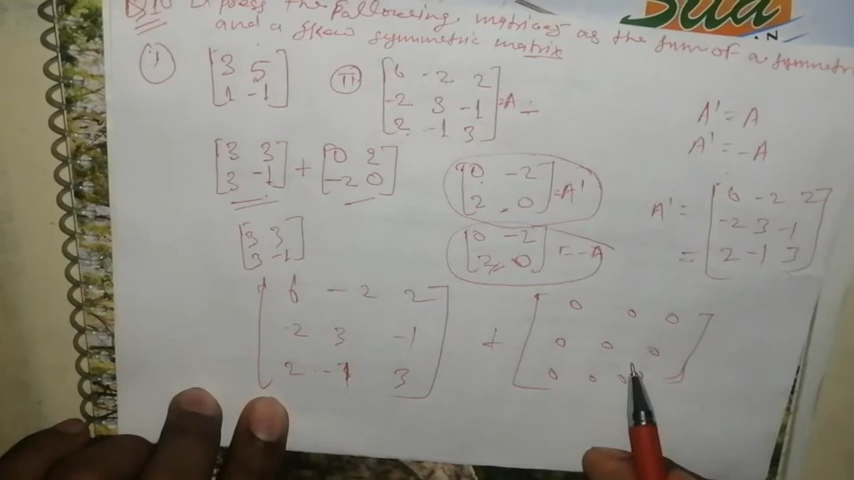 Q.10 Express the following matrices as the sum of a symmetric
and a skew symmetric matrix
(i) [3 5
1 -1]
(ii) [6 -2 2
-2 3 -1
2 -1 3] = A
A' = A
A' = -A
[3 3
3 -1] + [0 2
-2 0]
[0 -2
2 0] = A'
[0 -2
2 0] = -A
A' = [6 -2 2
-2 3 -1
= 2 -1 3]
[3 3
3 -1]
[6 -2 2
-2 3 -1
2 -1 3] + [0 0 0
0 0 0
0 0 0]